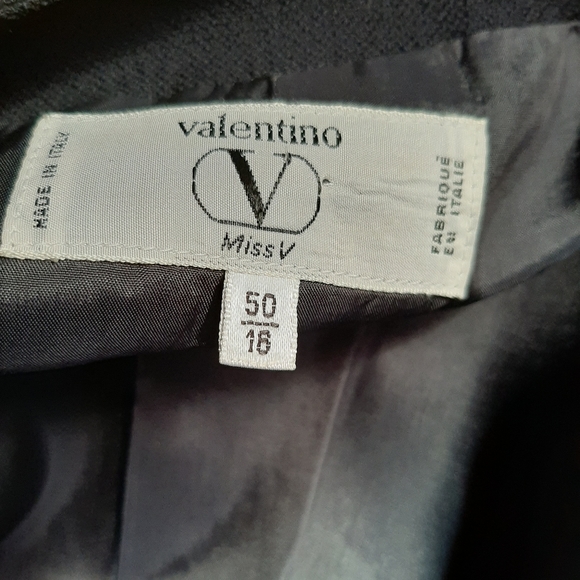 valentino
V
Miss V
MADE IN ITALY
FABRIQUÉ
EN ITALIE
50
16